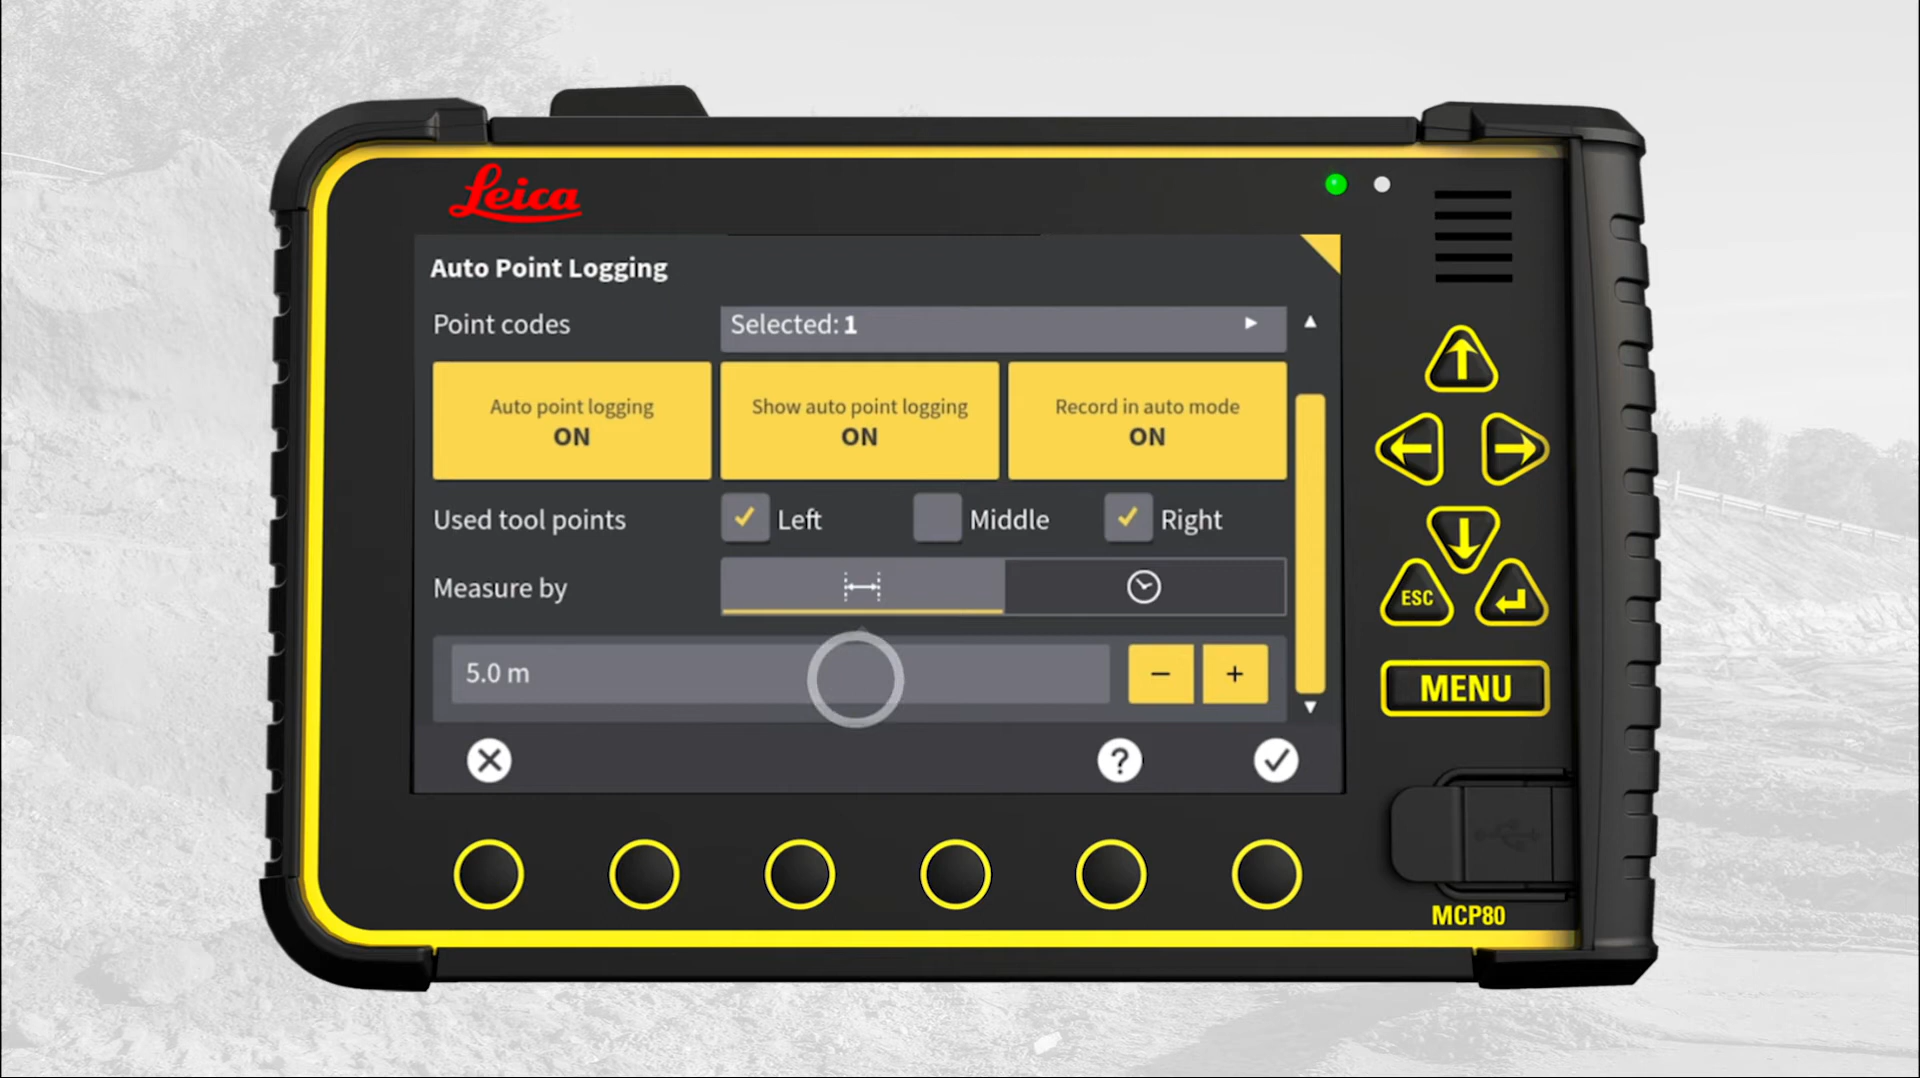 Leica
Auto Point Logging
Point codes
Selected: 1
Auto point logging
ON
Show auto point logging
ON
Record in auto mode
ON
Used tool points
Left
Middle
Right
Measure by
5.0 m
− +
?
ESC
MENU
MCP80